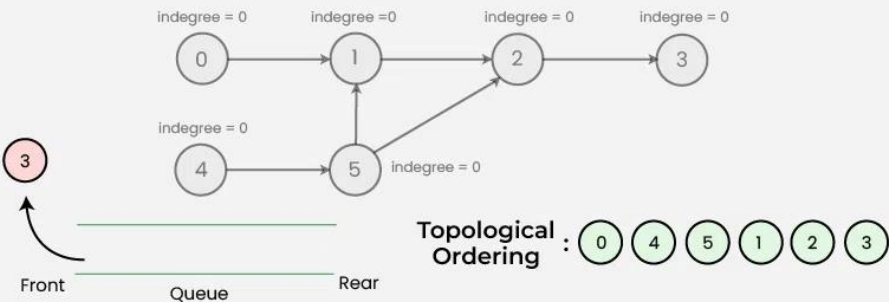 indegree = 0
indegree =0
indegree = 0
indegree = 0
0
1
2
3
indegree = 0
3
4
5
indegree = 0
Topological
Ordering
:
0
4
5
1
2
3
Front
Queue
Rear